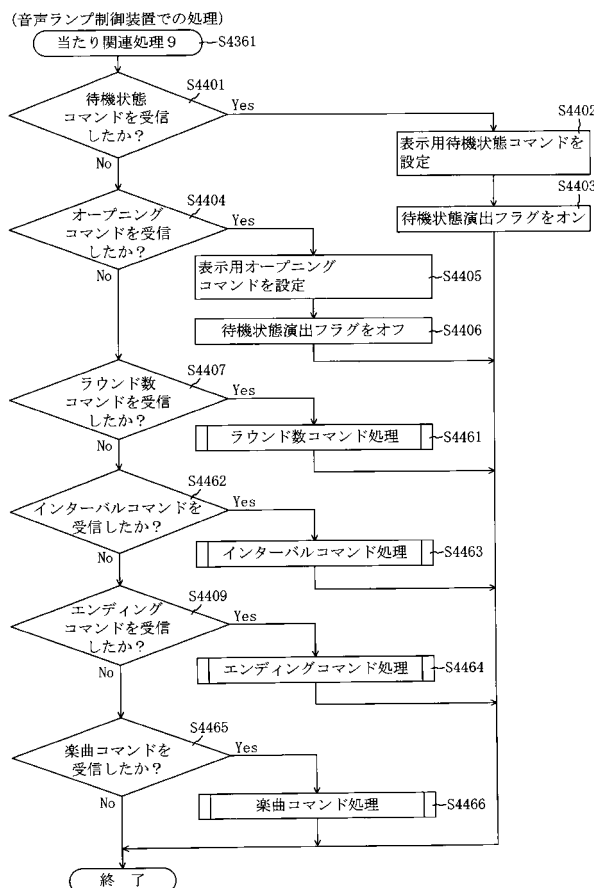 (音声ランプ制御装置での処理)
当たり関連処理９
S4361
S4401
待機状態
コマンドを受信
したか？
Yes
No
S4402
表示用待機状態コマンドを
設定
S4403
待機状態演出フラグをオン
S4404
オープニング
コマンドを受信
したか？
Yes
No
表示用オープニング
コマンドを設定
S4405
待機状態演出フラグをオフ
S4406
S4407
ラウンド数
コマンドを受信
したか？
Yes
No
ラウンド数コマンド処理
S4461
S4462
インターバルコマンドを
受信したか？
Yes
No
インターバルコマンド処理
S4463
S4409
エンディング
コマンドを受信
したか？
Yes
No
エンディングコマンド処理
S4464
S4465
楽曲コマンドを
受信したか？
Yes
No
楽曲コマンド処理
S4466
終　了